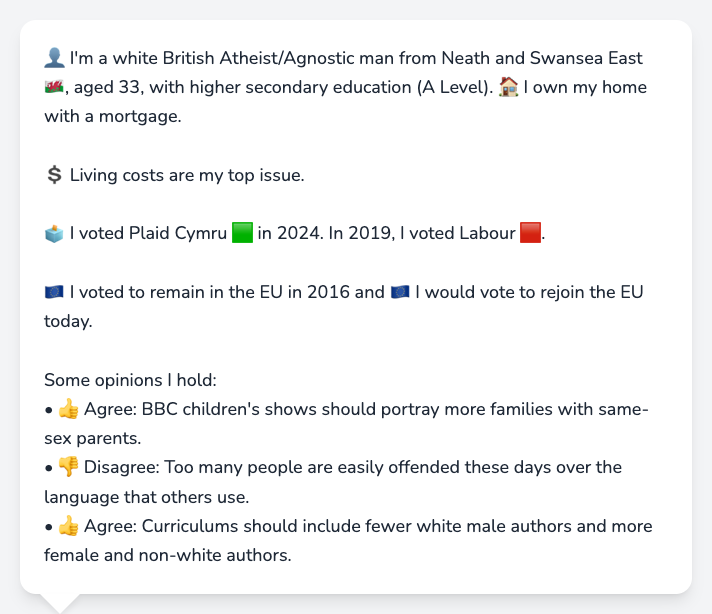 👤 I'm a white British Atheist/Agnostic man from Neath and Swansea East
🏴󠁧󠁢󠁷󠁬󠁳󠁿, aged 33, with higher secondary education (A Level). 🏠 I own my home
with a mortgage.
💲 Living costs are my top issue.
🗳️ I voted Plaid Cymru 🟩 in 2024. In 2019, I voted Labour 🟥.
🇪🇺 I voted to remain in the EU in 2016 and 🇪🇺 I would vote to rejoin the EU
today.
Some opinions I hold:
• 👍 Agree: BBC children's shows should portray more families with same-
sex parents.
• 👎 Disagree: Too many people are easily offended these days over the
language that others use.
• 👍 Agree: Curriculums should include fewer white male authors and more
female and non-white authors.